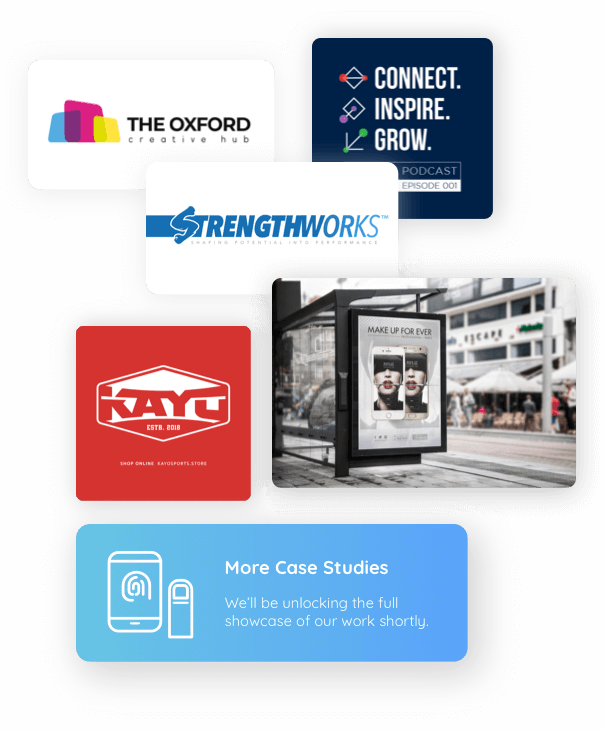 THE OXFORD
creative hub
CONNECT.
INSPIRE.
GROW.
PODCAST
EPISODE 001
STRENGTHWORKS™
SHAPING POTENTIAL INTO PERFORMANCE
MAKE UP FOR EVER
ESCAPE
KAYO
ESTB. 2018
SHOP ONLINE KAYOSPORTS.STORE
More Case Studies
We'll be unlocking the full
showcase of our work shortly.